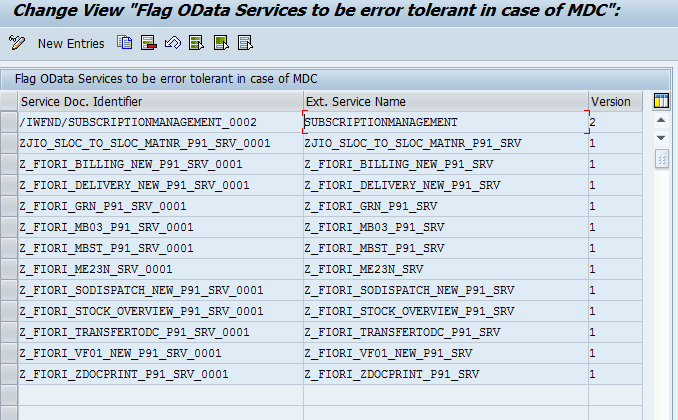 Change View "Flag OData Services to be error tolerant in case of MDC":
New Entries
Flag OData Services to be error tolerant in case of MDC
Service Doc. Identifier Ext. Service Name Version
/IWFND/SUBSCRIPTIONMANAGEMENT_0002 SUBSCRIPTIONMANAGEMENT 2
ZJIO_SLOC_TO_SLOC_MATNR_P91_SRV_0001 ZJIO_SLOC_TO_SLOC_MATNR_P91_SRV 1
Z_FIORI_BILLING_NEW_P91_SRV_0001 Z_FIORI_BILLING_NEW_P91_SRV 1
Z_FIORI_DELIVERY_NEW_P91_SRV_0001 Z_FIORI_DELIVERY_NEW_P91_SRV 1
Z_FIORI_GRN_P91_SRV_0001 Z_FIORI_GRN_P91_SRV 1
Z_FIORI_MB03_P91_SRV_0001 Z_FIORI_MB03_P91_SRV 1
Z_FIORI_MBST_P91_SRV_0001 Z_FIORI_MBST_P91_SRV 1
Z_FIORI_ME23N_SRV_0001 Z_FIORI_ME23N_SRV 1
Z_FIORI_SODISPATCH_NEW_P91_SRV_0001 Z_FIORI_SODISPATCH_NEW_P91_SRV 1
Z_FIORI_STOCK_OVERVIEW_P91_SRV_0001 Z_FIORI_STOCK_OVERVIEW_P91_SRV 1
Z_FIORI_TRANSFERTODC_P91_SRV_0001 Z_FIORI_TRANSFERTODC_P91_SRV 1
Z_FIORI_VF01_NEW_P91_SRV_0001 Z_FIORI_VF01_NEW_P91_SRV 1
Z_FIORI_ZDOCPRINT_P91_SRV_0001 Z_FIORI_ZDOCPRINT_P91_SRV 1